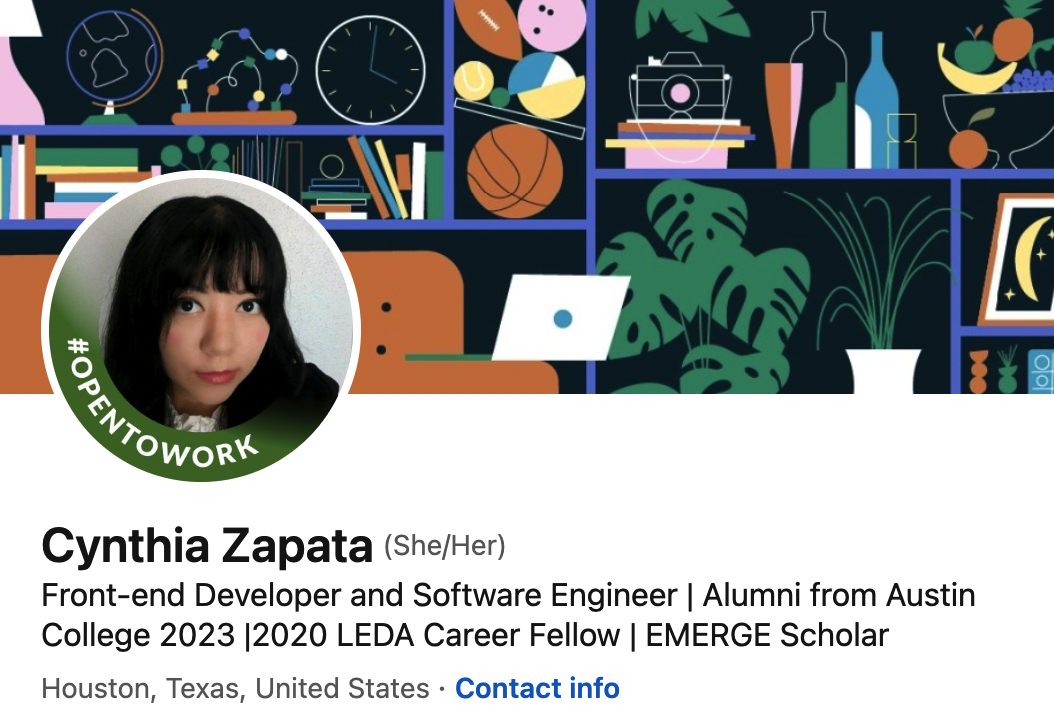 #OPENTOWORK
Cynthia Zapata (She/Her)
Front-end Developer and Software Engineer | Alumni from Austin
College 2023 |2020 LEDA Career Fellow | EMERGE Scholar
Houston, Texas, United States · Contact info